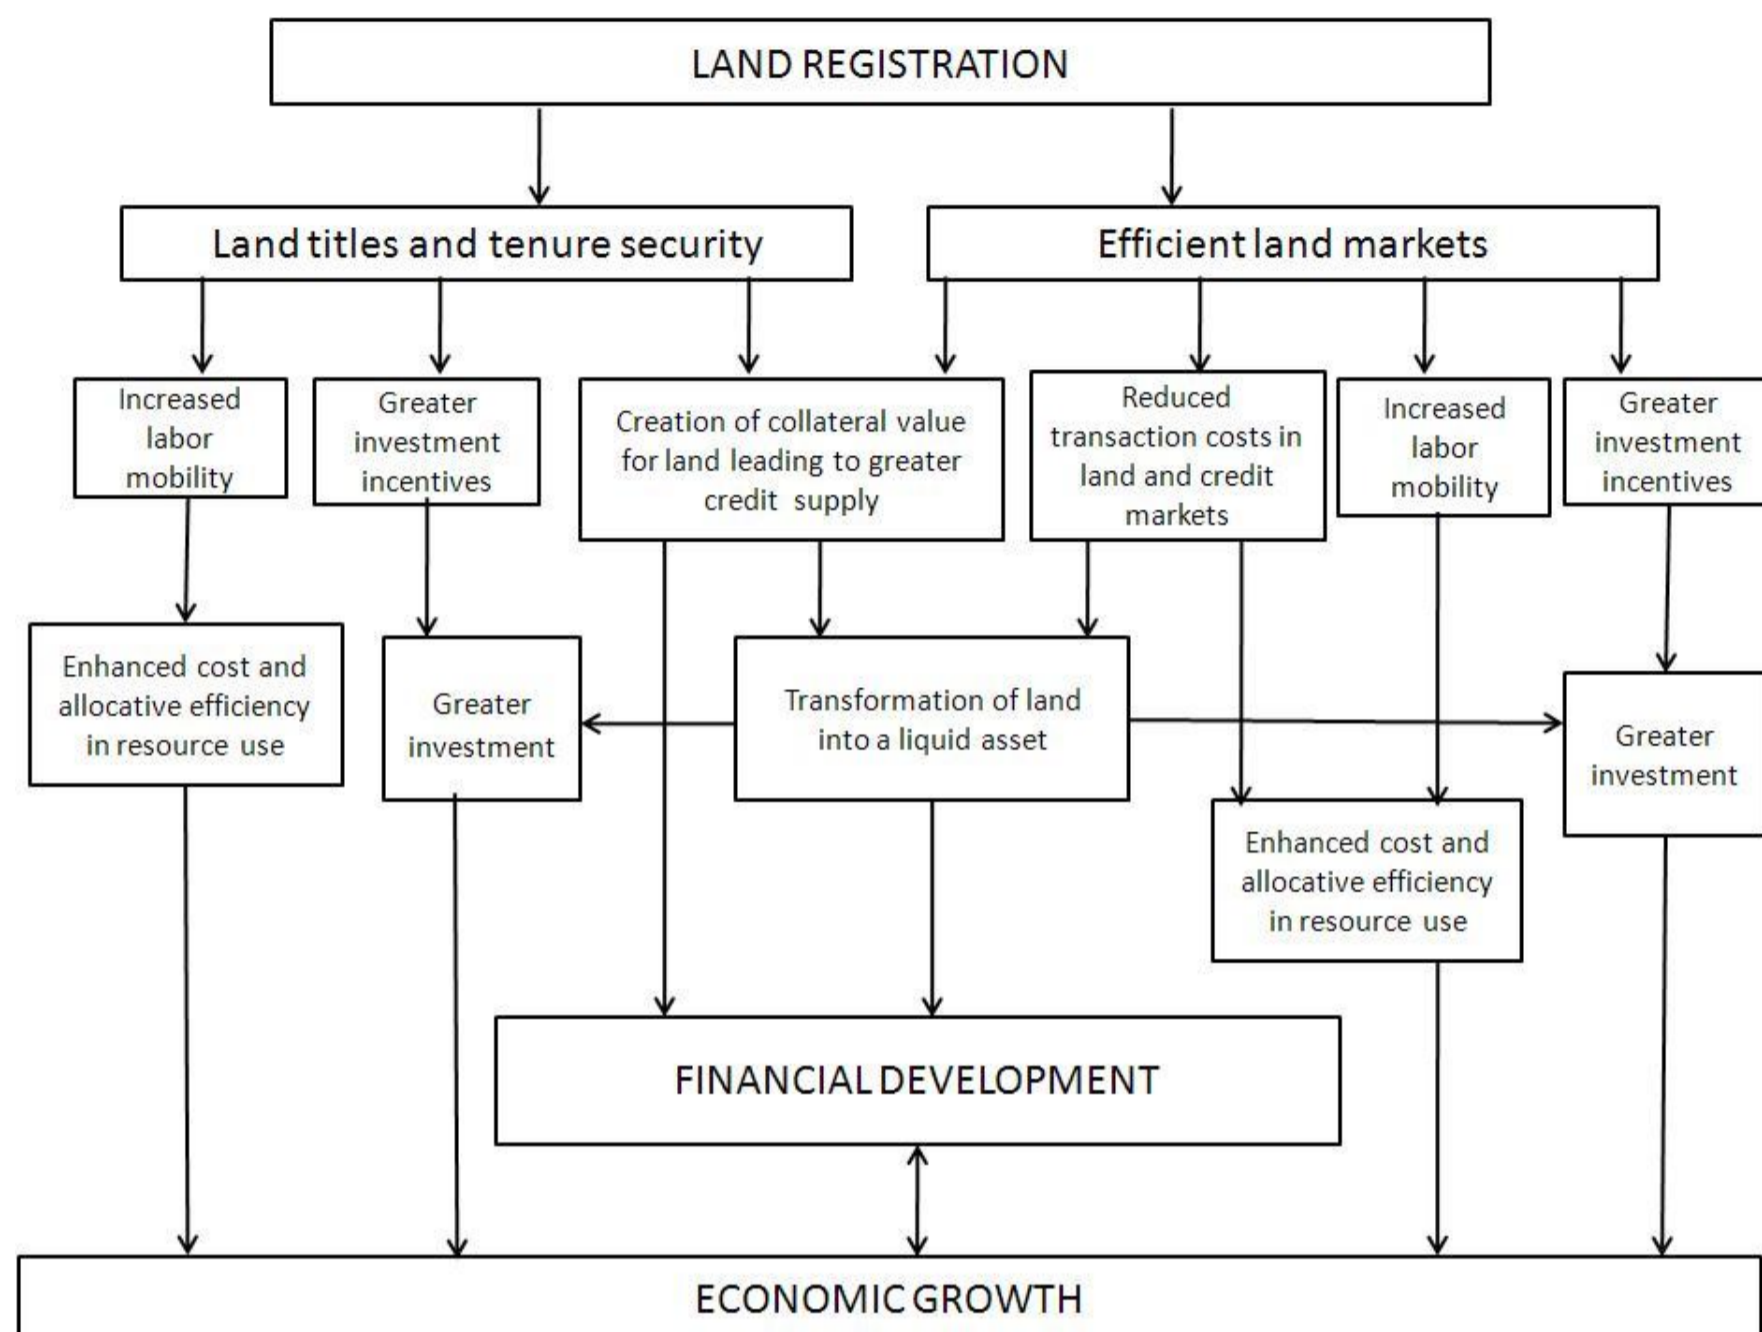 LAND REGISTRATION
Land titles and tenure security
Efficient land markets
Increased
labor
mobility
Greater
investment
incentives
Creation of collateral value
for land leading to greater
credit supply
Reduced
transaction costs in
land and credit
markets
Increased
labor
mobility
Greater
investment
incentives
Enhanced cost and
allocative efficiency
in resource use
Greater
investment
Transformation of land
into a liquid asset
Greater
investment
Enhanced cost and
allocative efficiency
in resource use
FINANCIAL DEVELOPMENT
ECONOMIC GROWTH